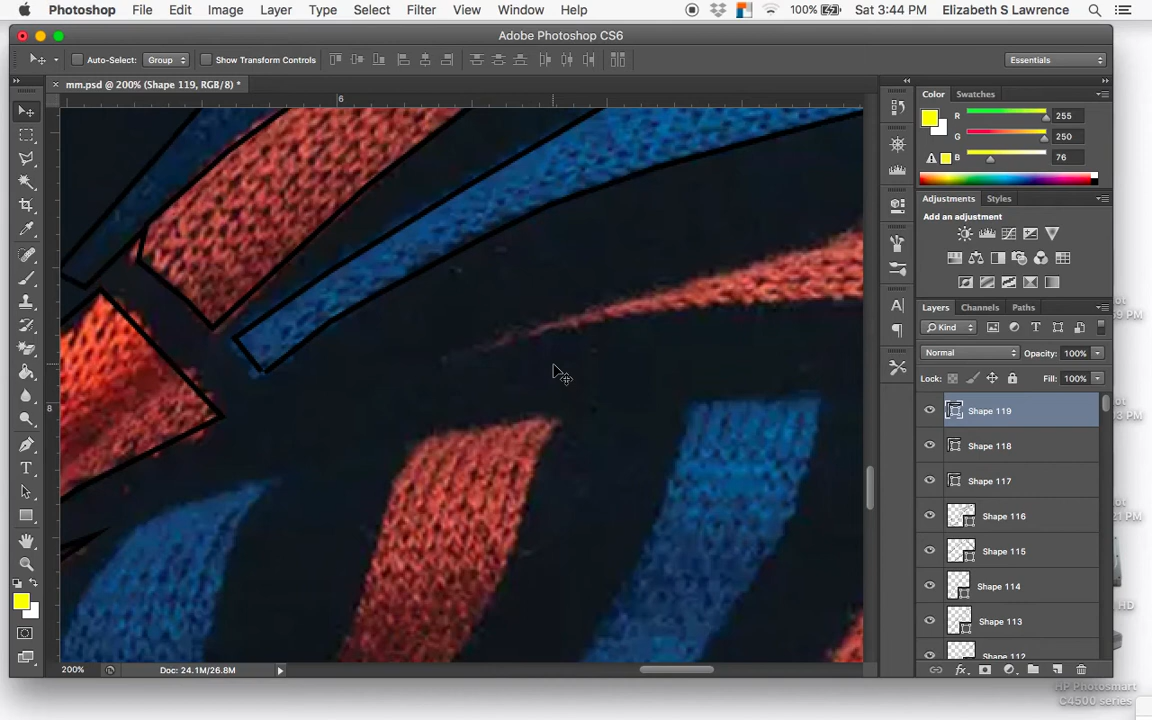 Photoshop File Edit Image Layer Type Select Filter View Window Help 100% Sat 3:44 PM Elizabeth S Lawrence
Adobe Photoshop CS6
Auto-Select: Group Show Transform Controls Essentials
× mm.psd @ 200% (Shape 119, RGB/8) *
6
8
Color Swatches
R 255
G 250
B 76
Adjustments Styles
Add an adjustment
Layers Channels Paths
Kind
Normal Opacity: 100%
Lock: Fill: 100%
Shape 119
Shape 118
Shape 117
Shape 116
Shape 115
Shape 114
Shape 113
Shape 112
200% Doc: 24.1M/26.8M
HP Photosmart
C4500 series